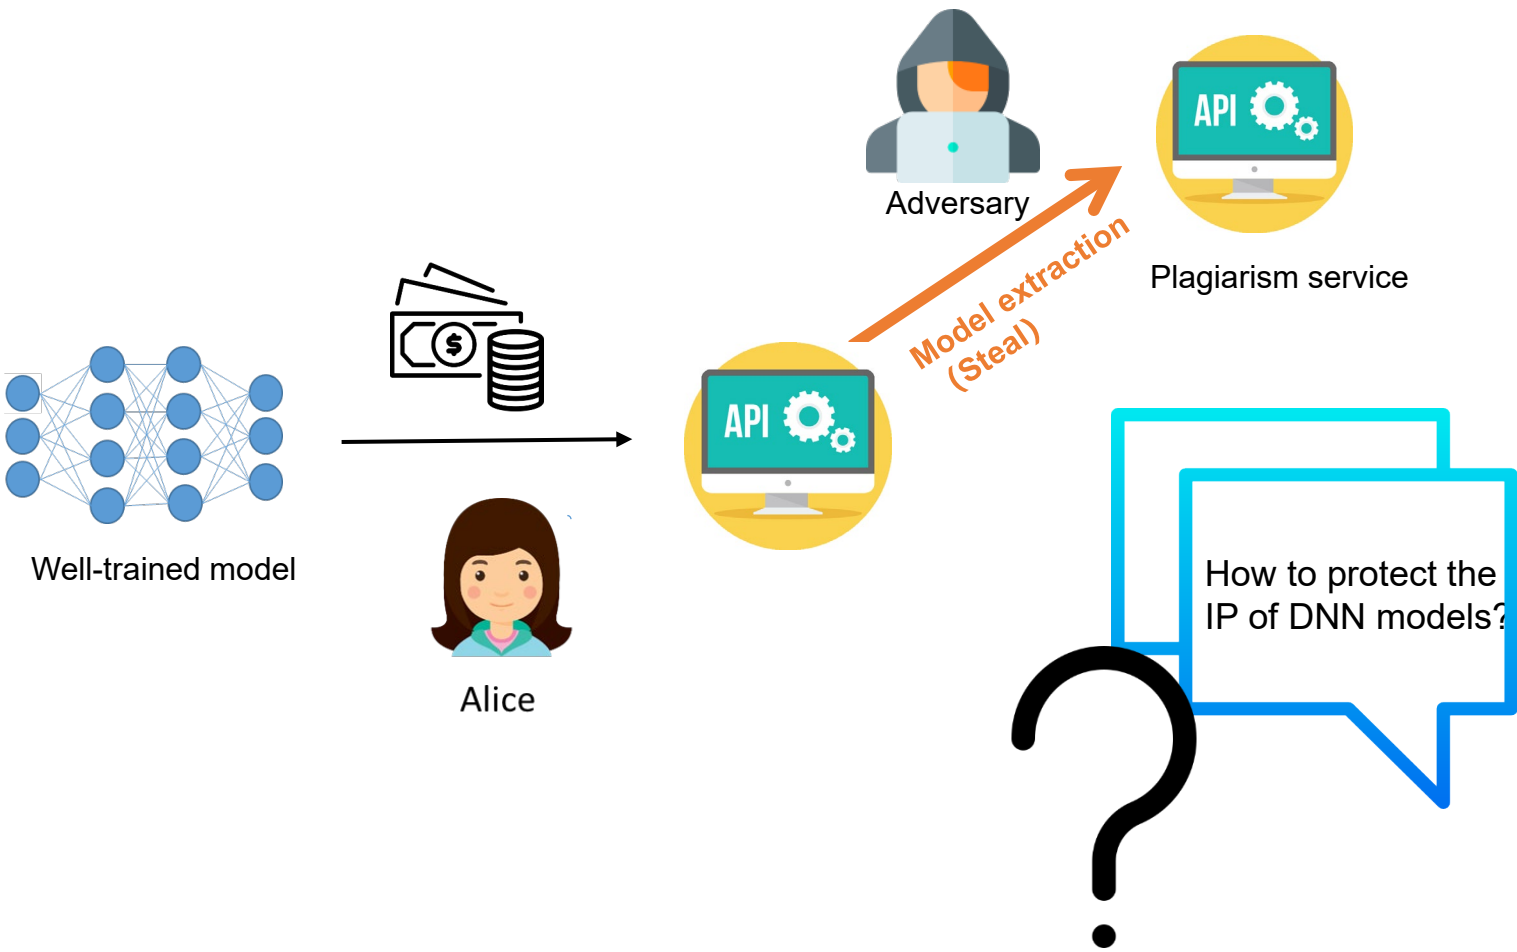 API
Adversary
Model extraction
(Steal)
Plagiarism service
$
API
Well-trained model
Alice
How to protect the
IP of DNN models?